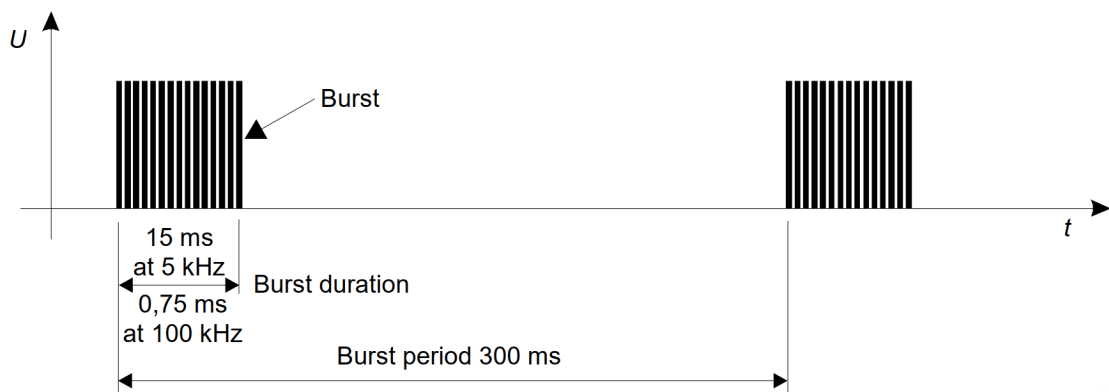 U
Burst
t
15 ms
at 5 kHz
Burst duration
0,75 ms
at 100 kHz
Burst period 300 ms